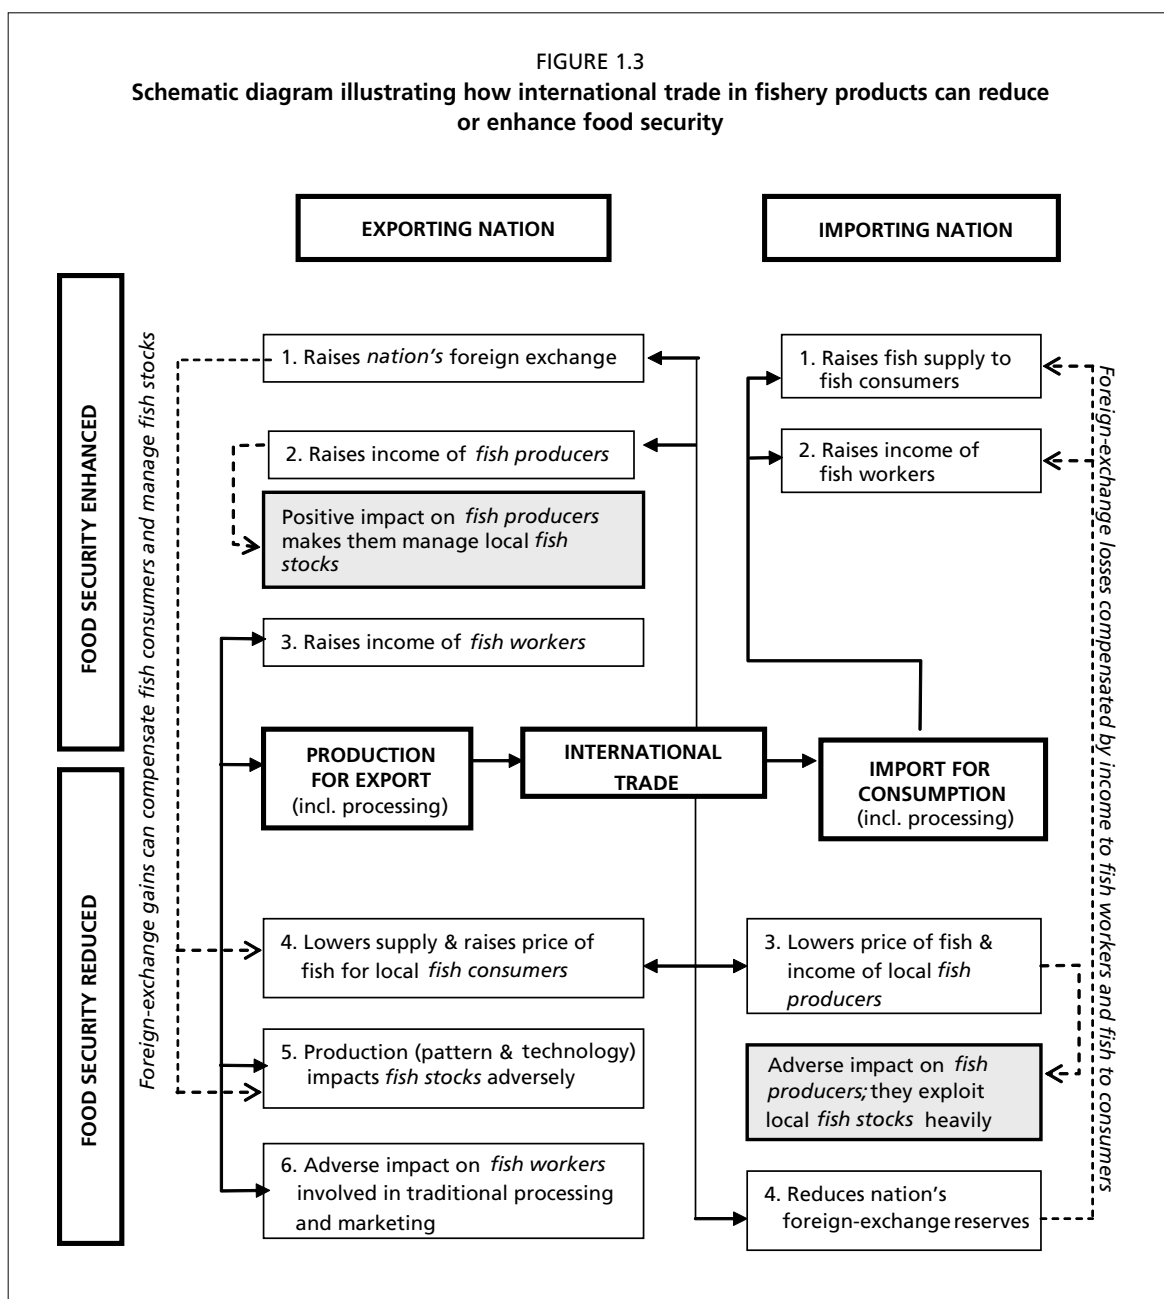 FIGURE 1.3
Schematic diagram illustrating how international trade in fishery products can reduce
or enhance food security
EXPORTING NATION
IMPORTING NATION
FOOD SECURITY ENHANCED
FOOD SECURITY REDUCED
Foreign-exchange gains can compensate fish consumers and manage fish stocks
1. Raises nation's foreign exchange
2. Raises income of fish producers
Positive impact on fish producers
makes them manage local fish
stocks
3. Raises income of fish workers
PRODUCTION
FOR EXPORT
(incl. processing)
INTERNATIONAL
TRADE
IMPORT FOR
CONSUMPTION
(incl. processing)
4. Lowers supply & raises price of
fish for local fish consumers
5. Production (pattern & technology)
impacts fish stocks adversely
6. Adverse impact on fish workers
involved in traditional processing
and marketing
1. Raises fish supply to
fish consumers
2. Raises income of
fish workers
3. Lowers price of fish &
income of local fish
producers
Adverse impact on fish
producers; they exploit
local fish stocks heavily
4. Reduces nation's
foreign-exchange reserves
Foreign-exchange losses compensated by income to fish workers and fish to consumers